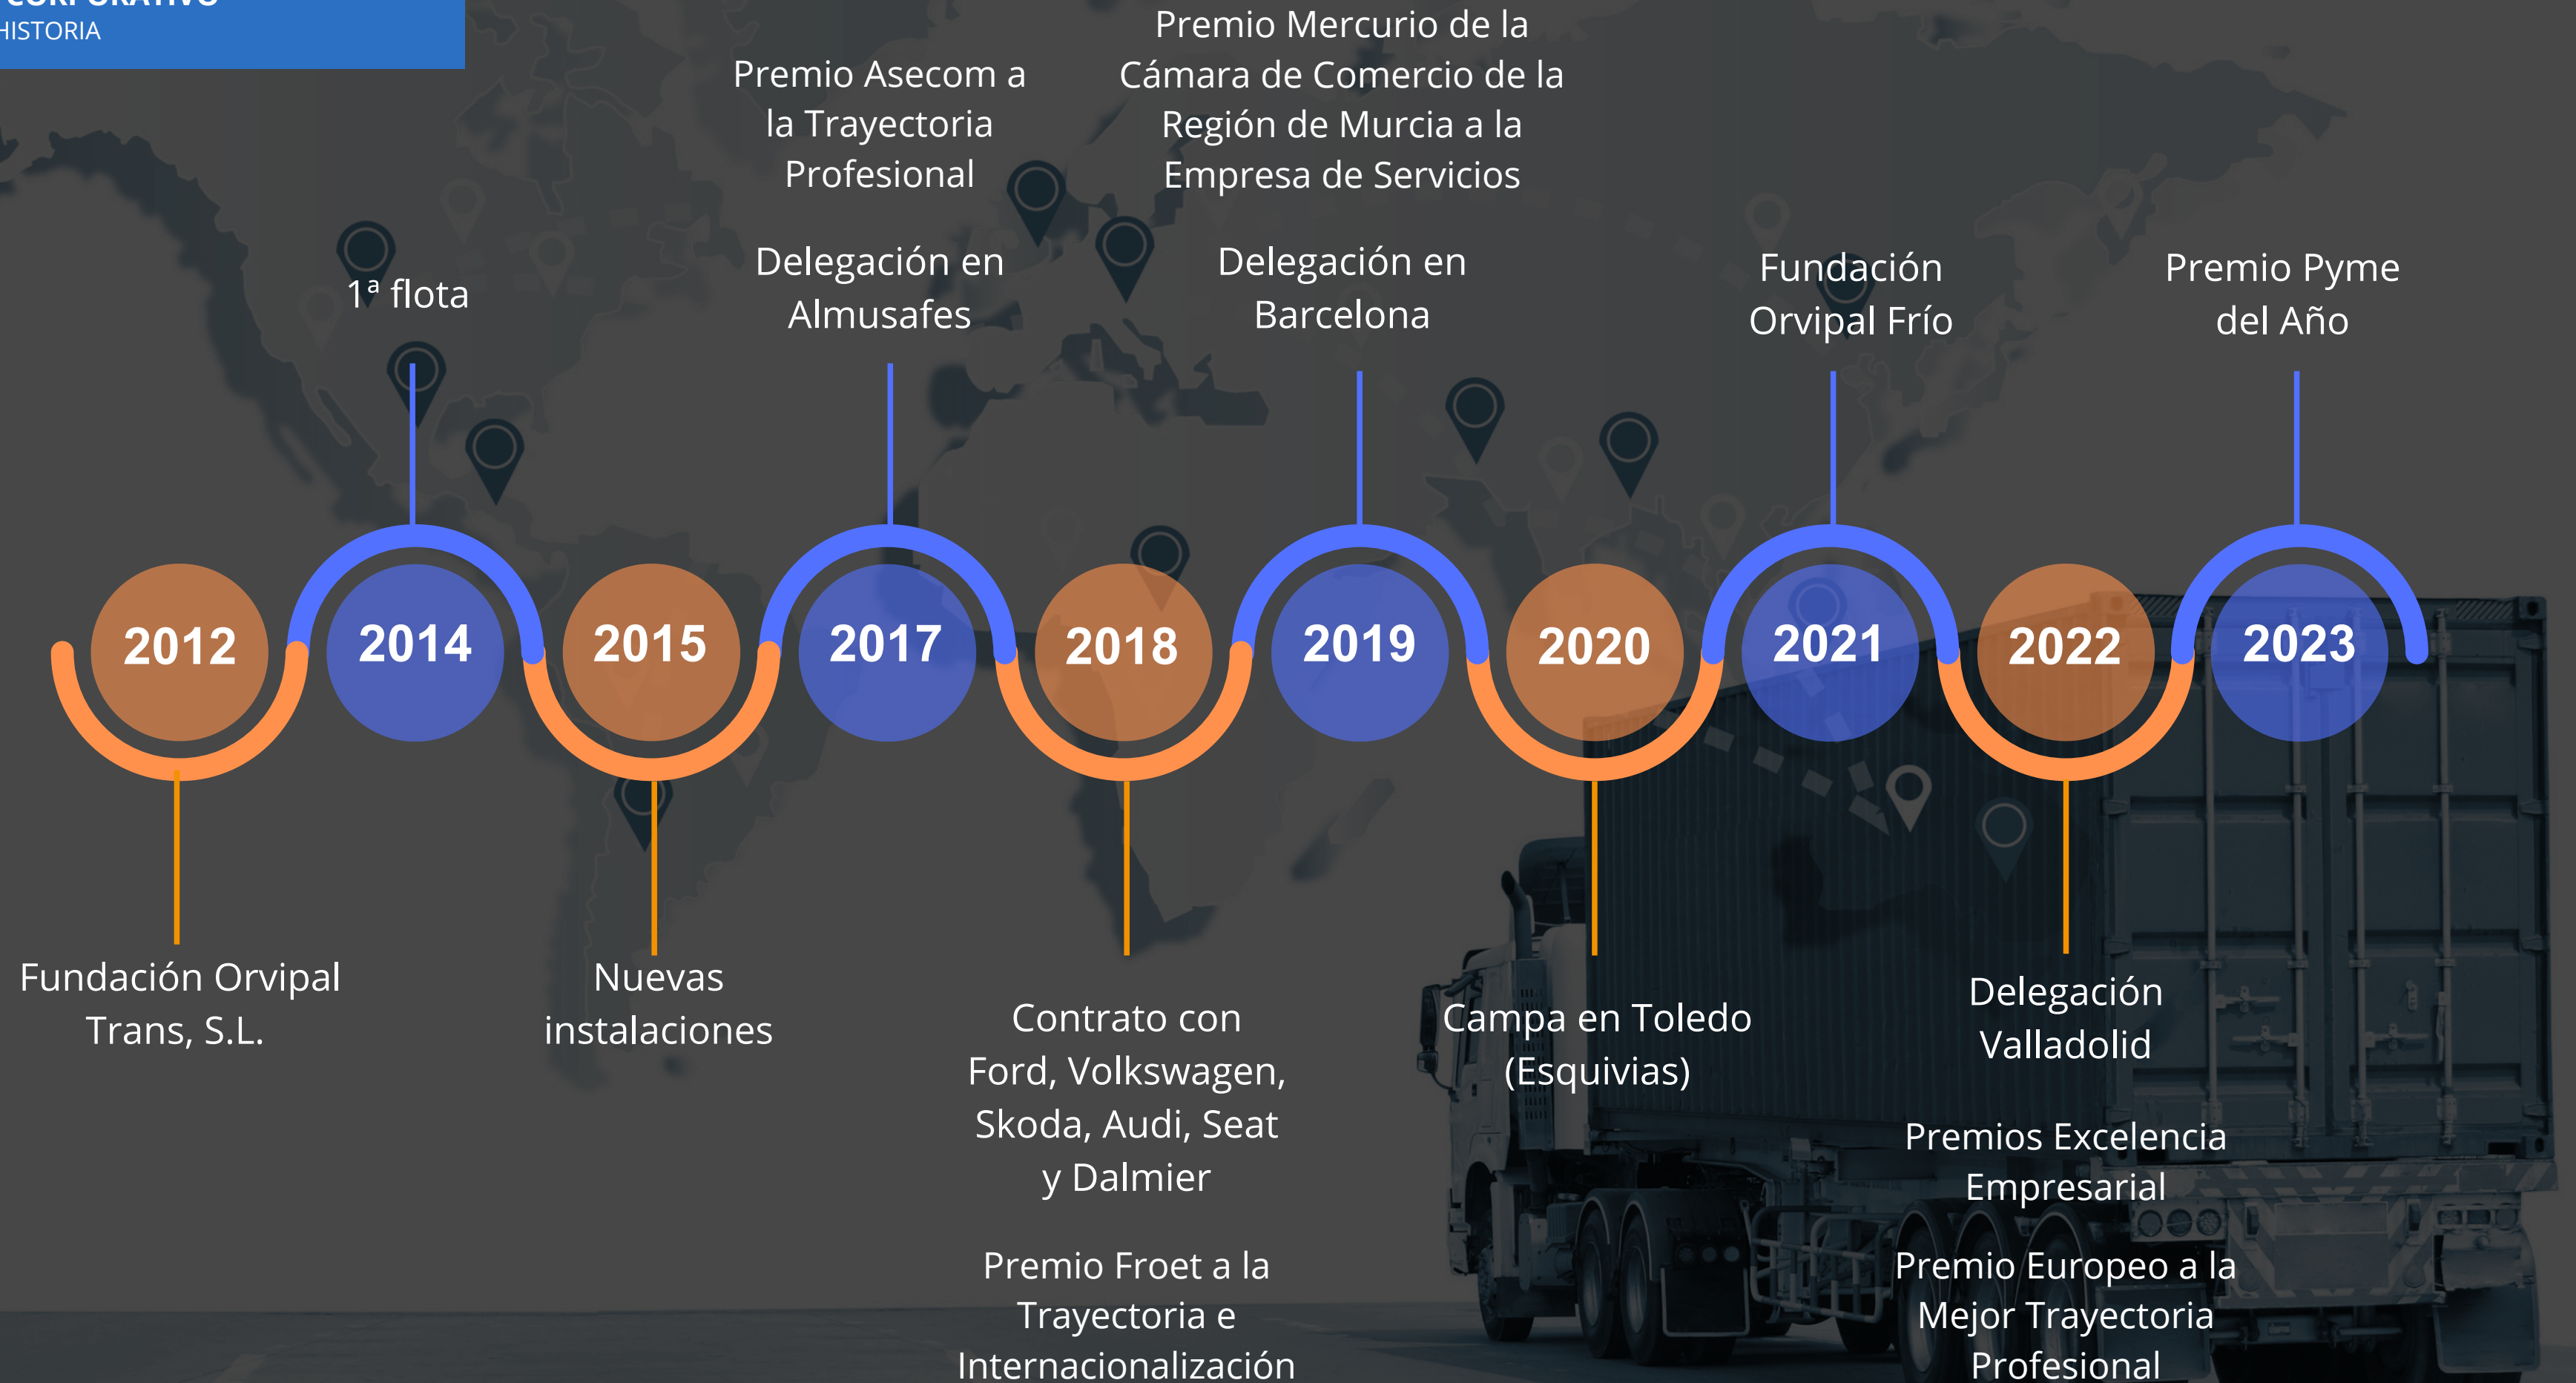 CORPORATIVO
HISTORIA
Premio Asecom a
la Trayectoria
Profesional
Premio Mercurio de la
Cámara de Comercio de la
Región de Murcia a la
Empresa de Servicios
1ª flota
Delegación en
Almusafes
Delegación en
Barcelona
Fundación
Orvipal Frío
Premio Pyme
del Año
2012
2014
2015
2017
2018
2019
2020
2021
2022
2023
Fundación Orvipal
Trans, S.L.
Nuevas
instalaciones
Contrato con
Ford, Volkswagen,
Skoda, Audi, Seat
y Dalmier
Premio Froet a la
Trayectoria e
Internacionalización
Campa en Toledo
(Esquivias)
Delegación
Valladolid
Premios Excelencia
Empresarial
Premio Europeo a la
Mejor Trayectoria
Profesional